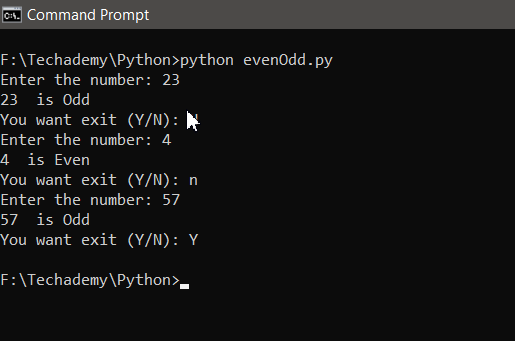 Command Prompt
F:\Techademy\Python>python evenOdd.py
Enter the number: 23
23  is Odd
You want exit (Y/N):
Enter the number: 4
4  is Even
You want exit (Y/N): n
Enter the number: 57
57  is Odd
You want exit (Y/N): Y
F:\Techademy\Python>